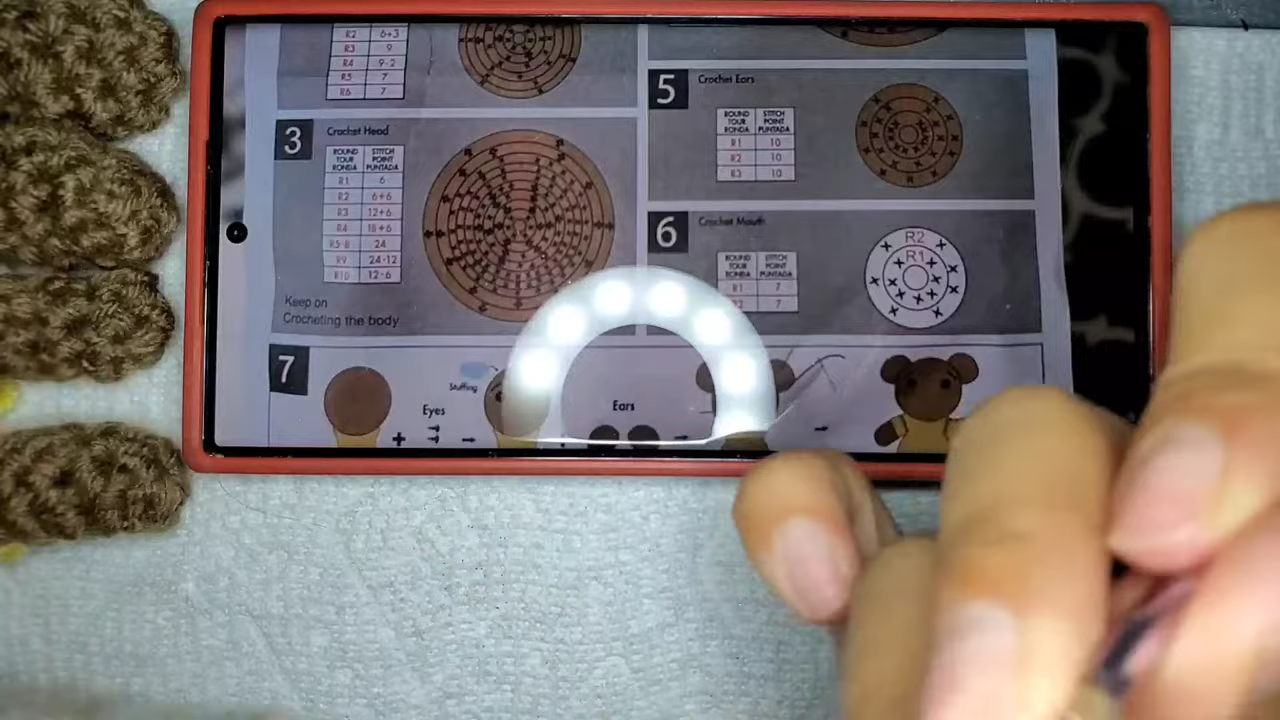 R2 6+3
R3 9
R4 9-2
R5 7
R6 7
3 Crochet Head
ROUND TOUR RONDA STITCH POINT PUNTADA
R1 6
R2 6+6
R3 12+6
R4 18+6
R5-8 24
R9 24-12
R10 12-6
Keep on
Crocheting the body
5 Crochet Ears
ROUND TOUR RONDA STITCH POINT PUNTADA
R1 10
R2 10
R3 10
6 Crochet Mouth
ROUND TOUR RONDA STITCH POINT PUNTADA
R1 7
7
R2
R1
7
Stuffing
Eyes
+
Ears